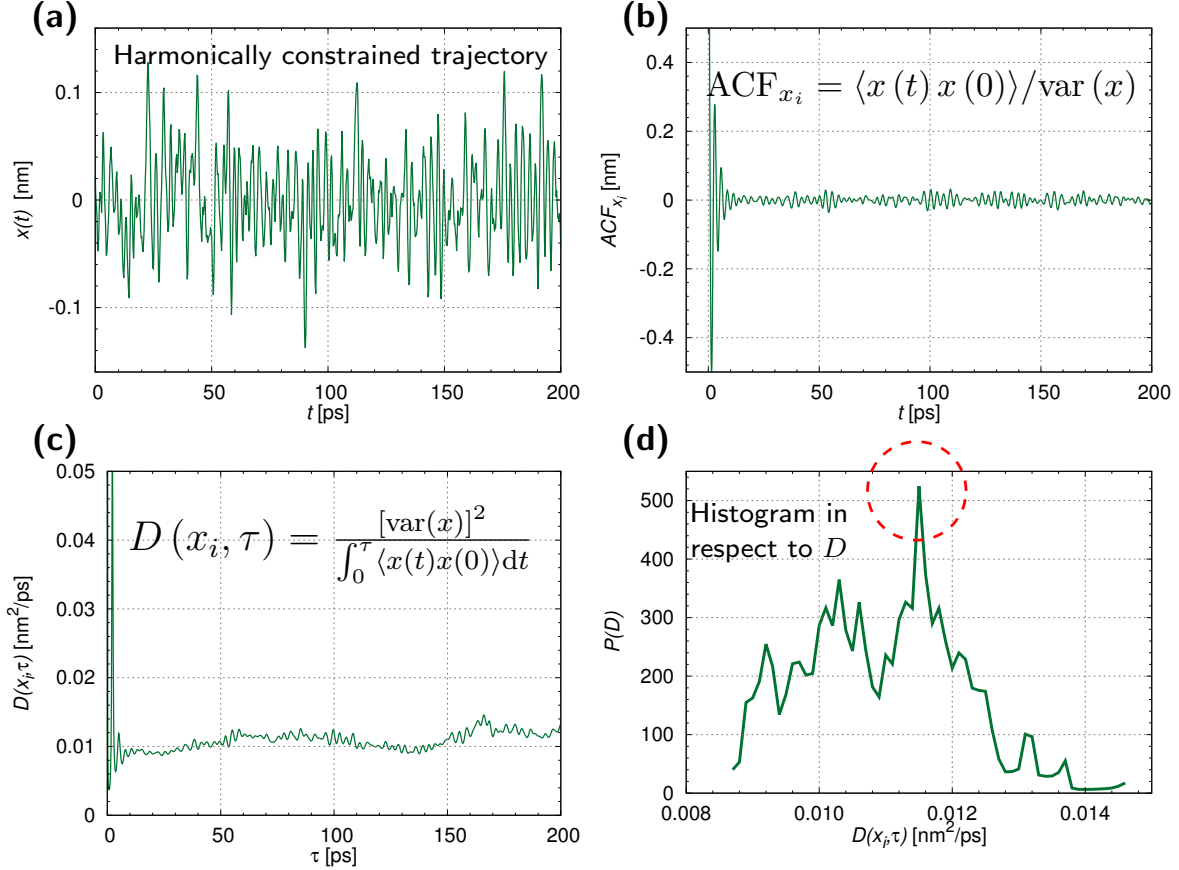 (a)
Harmonically constrained trajectory
0.1
0
-0.1
x(t) [nm]
0 50 100 150 200
t [ps]
(b)
ACF_{x_i} = ⟨x (t) x (0)⟩/var (x)
0.4
0.2
0
-0.2
-0.4
ACF_{x_i}[nm]
0 50 100 150 200
t [ps]
(c)
D (x_i, τ) = [var(x)]^2 / ∫_0^τ ⟨x(t)x(0)⟩dt
0.05
0.04
0.03
0.02
0.01
0
D(x_i,τ) [nm^2/ps]
0 50 100 150 200
τ [ps]
(d)
Histogram in
respect to D
500
400
300
200
100
0
P(D)
0.008 0.010 0.012 0.014
D(x_i,τ) [nm^2/ps]